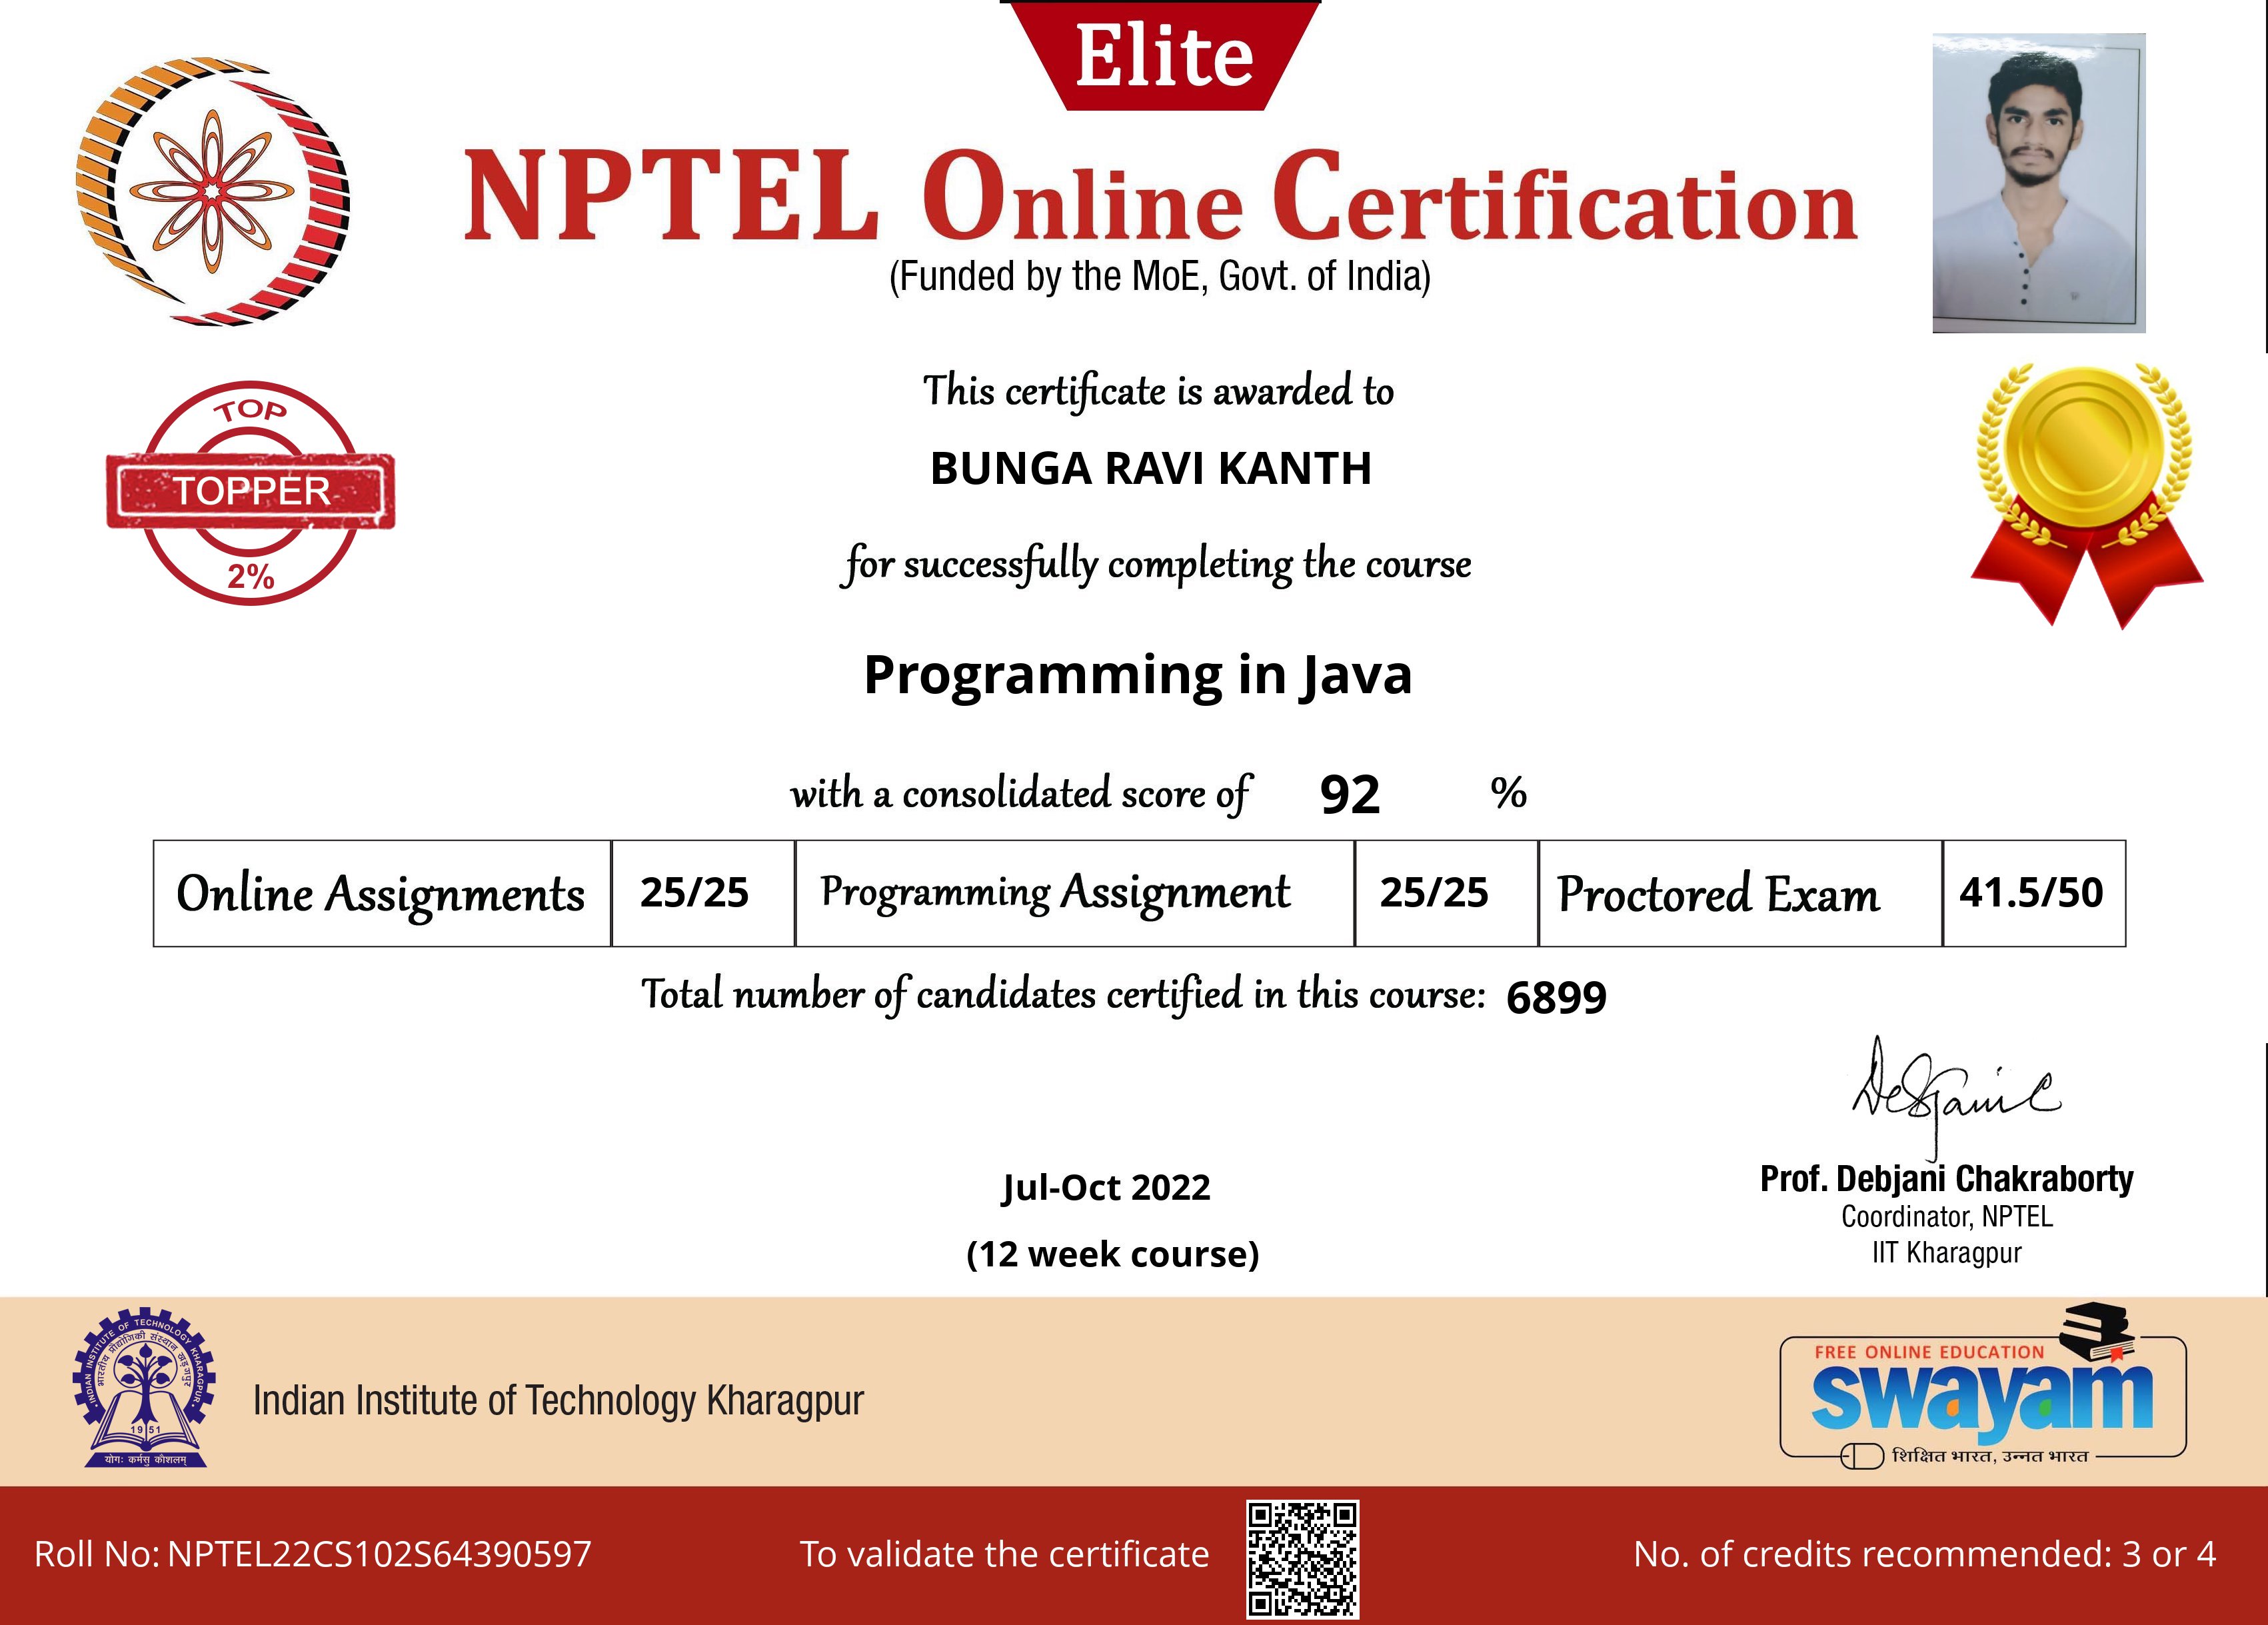 Elite
NPTEL Online Certification
(Funded by the MoE, Govt. of India)
This certificate is awarded to
BUNGA RAVI KANTH
TOP
TOPPER
2%
for successfully completing the course
Programming in Java
with a consolidated score of 92 %
Online Assignments 25/25 Programming Assignment 25/25 Proctored Exam 41.5/50
Total number of candidates certified in this course: 6899
Jul-Oct 2022
(12 week course)
Prof. Debjani Chakraborty
Coordinator, NPTEL
IIT Kharagpur
INDIAN INSTITUTE OF TECHNOLOGY KHARAGPUR
भारतीय प्रौद्योगिकी संस्थान खड़गपुर
1951
योगः कर्मसु कौशलम्
Indian Institute of Technology Kharagpur
FREE ONLINE EDUCATION
swayam
शिक्षित भारत, उन्नत भारत
Roll No: NPTEL22CS102S64390597
To validate the certificate
No. of credits recommended: 3 or 4